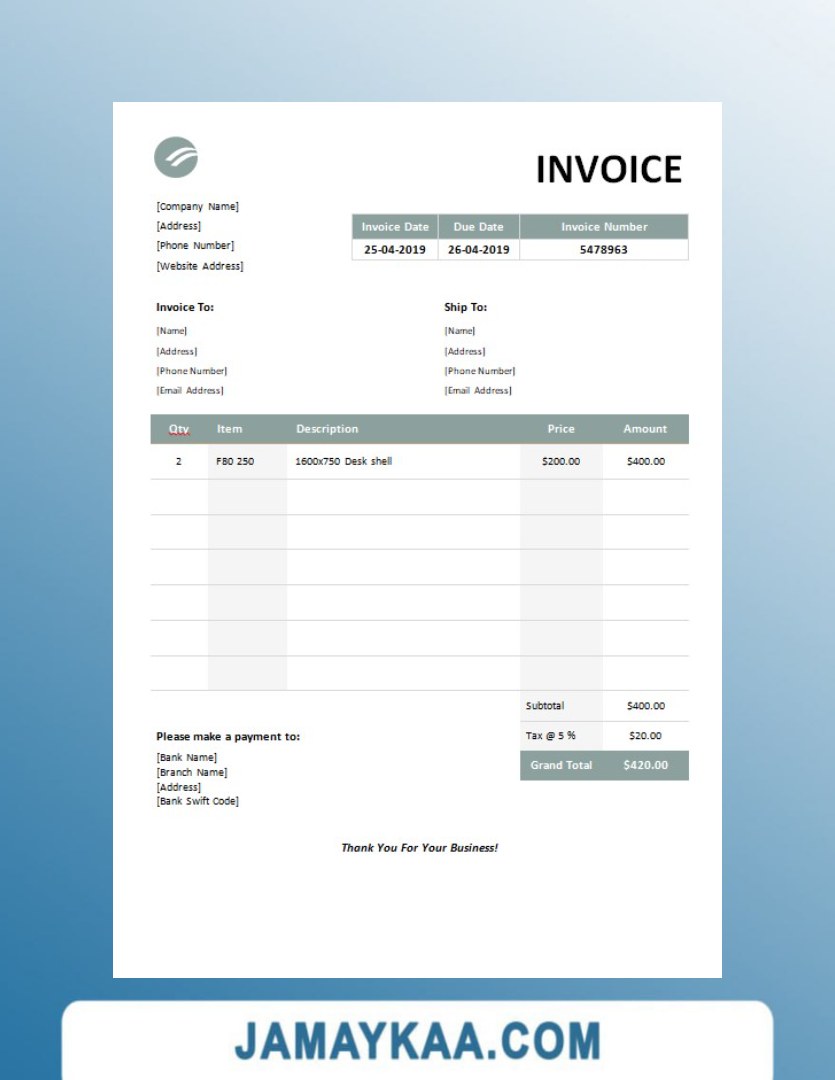 INVOICE
[Company Name]
[Address]
[Phone Number]
[Website Address]
Invoice Date Due Date Invoice Number
25-04-2019 26-04-2019 5478963
Invoice To: Ship To:
[Name] [Name]
[Address] [Address]
[Phone Number] [Phone Number]
[Email Address] [Email Address]
Qty Item Description Price Amount
2 FB0 250 1600x750 Desk shell $200.00 $400.00
Subtotal $400.00
Please make a payment to: Tax @ 5 % $20.00
[Bank Name]
Grand Total $420.00
[Branch Name]
[Address]
[Bank Swift Code]
Thank You For Your Business!
JAMAYKAA.COM